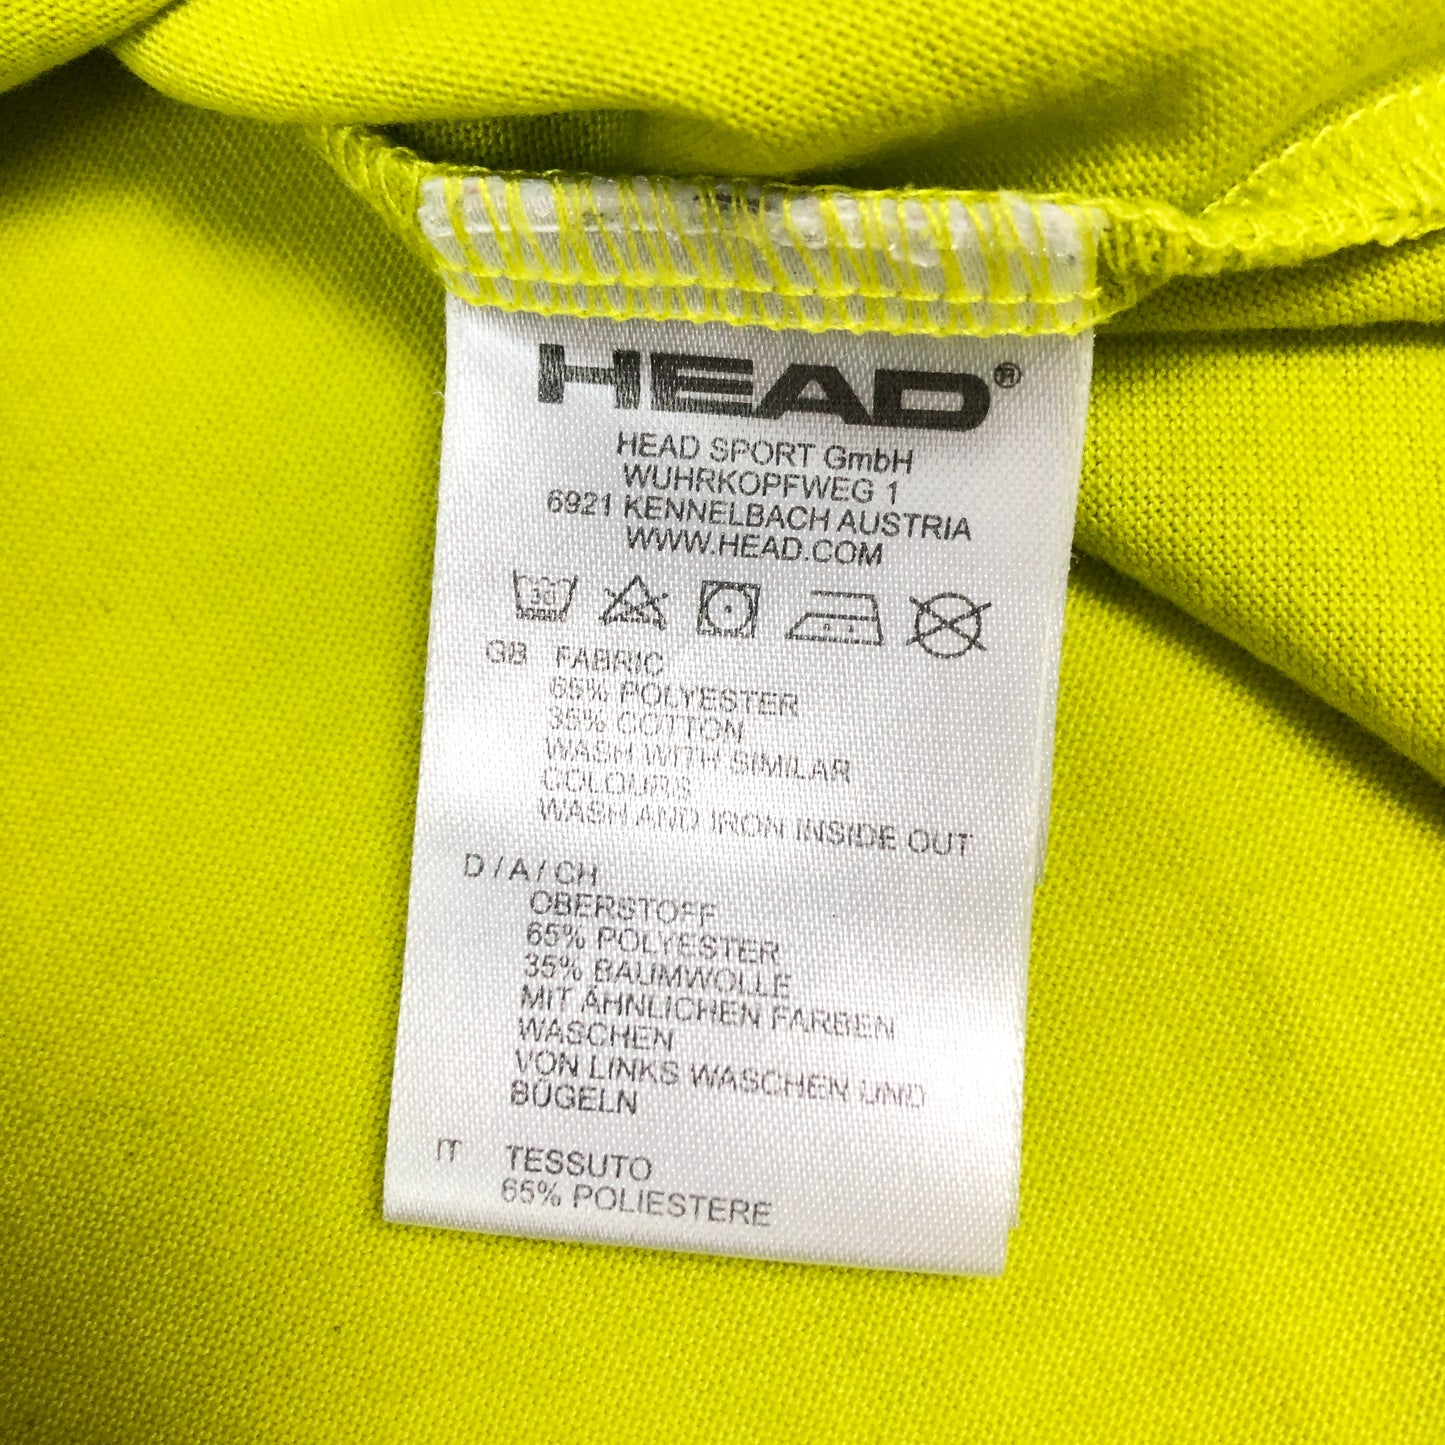 HEAD®
HEAD SPORT GmbH
WUHRKOPFWEG 1
6921 KENNELBACH AUSTRIA
WWW.HEAD.COM
30
GB FABRIC
65% POLYESTER
35% COTTON
WASH WITH SIMILAR
COLOURS
WASH AND IRON INSIDE OUT
D / A / CH
OBERSTOFF
65% POLYESTER
35% BAUMWOLLE
MIT ÄHNLICHEN FARBEN
WASCHEN
VON LINKS WASCHEN UND
BÜGELN
IT TESSUTO
65% POLIESTERE